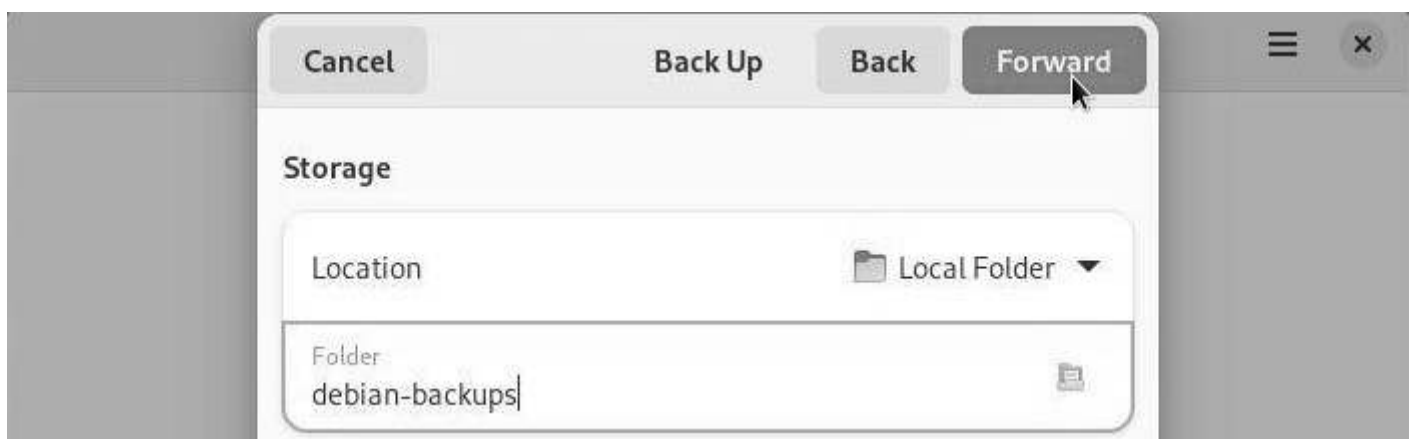 Cancel Back Up Back Forward
Storage
Location Local Folder
Folder
debian-backups